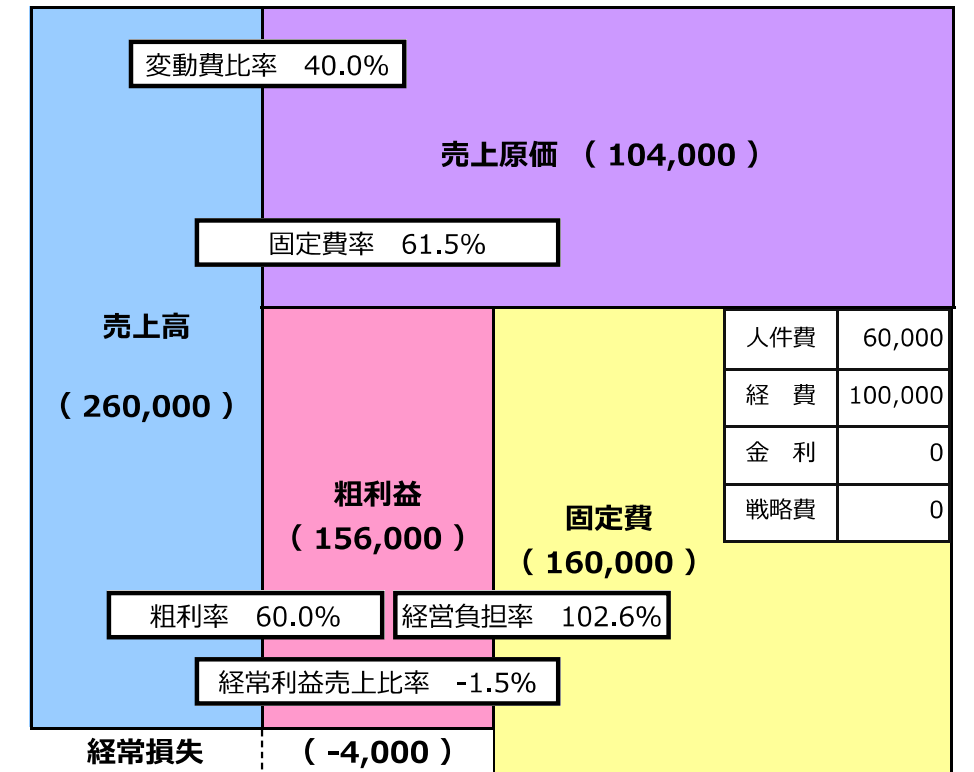 変動費比率　40.0%
売上原価 （ 104,000 ）
固定費率　61.5%
売上高
（ 260,000 ）
人件費　60,000
経　費　100,000
金　利　0
戦略費　0
粗利益
（ 156,000 ）
固定費
（ 160,000 ）
粗利率　60.0%
経営負担率　102.6%
経常利益売上比率　-1.5%
経常損失　（ -4,000 ）